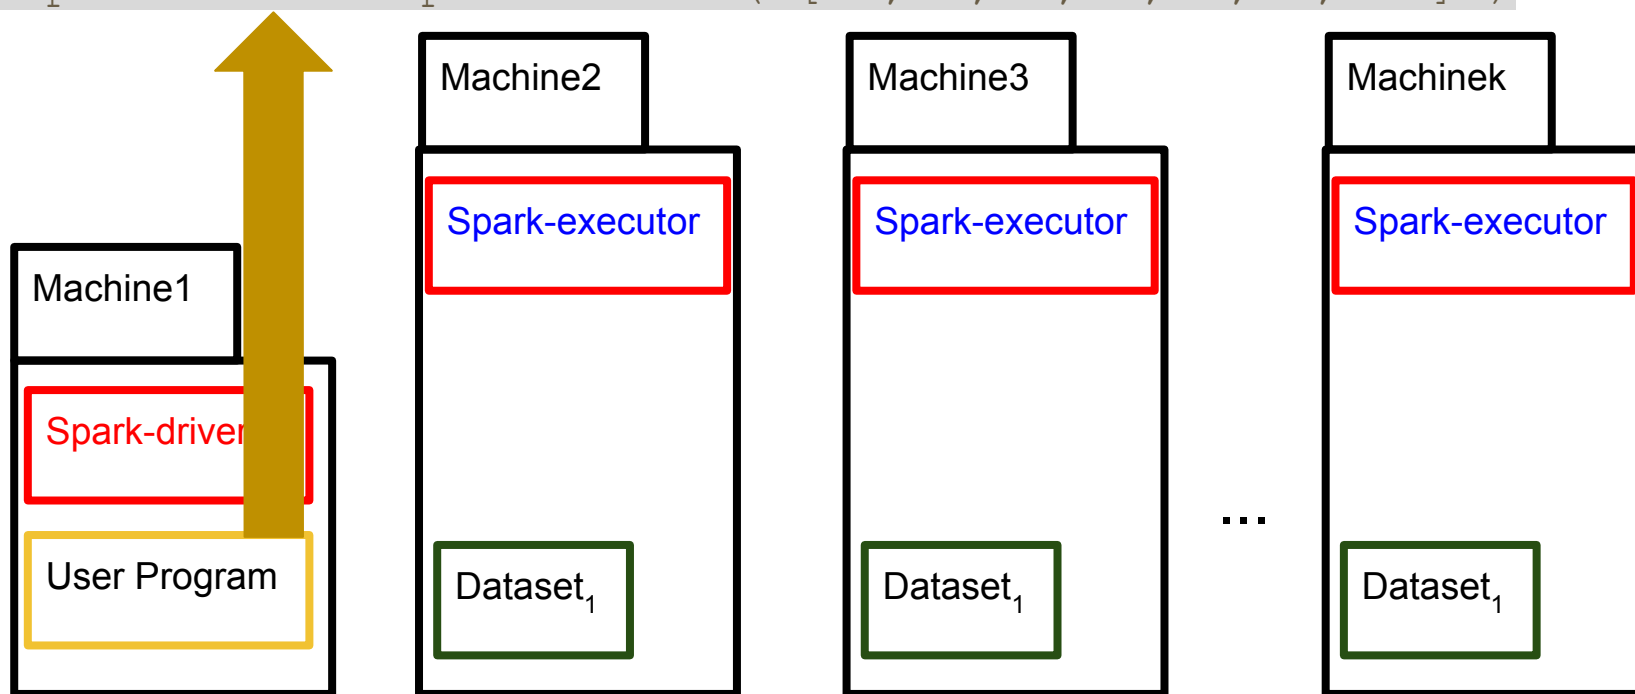 Machine2
Machine3
Machinek
Spark-executor
Spark-executor
Spark-executor
Machine1
Spark-driver
...
User Program
Dataset₁
Dataset₁
Dataset₁